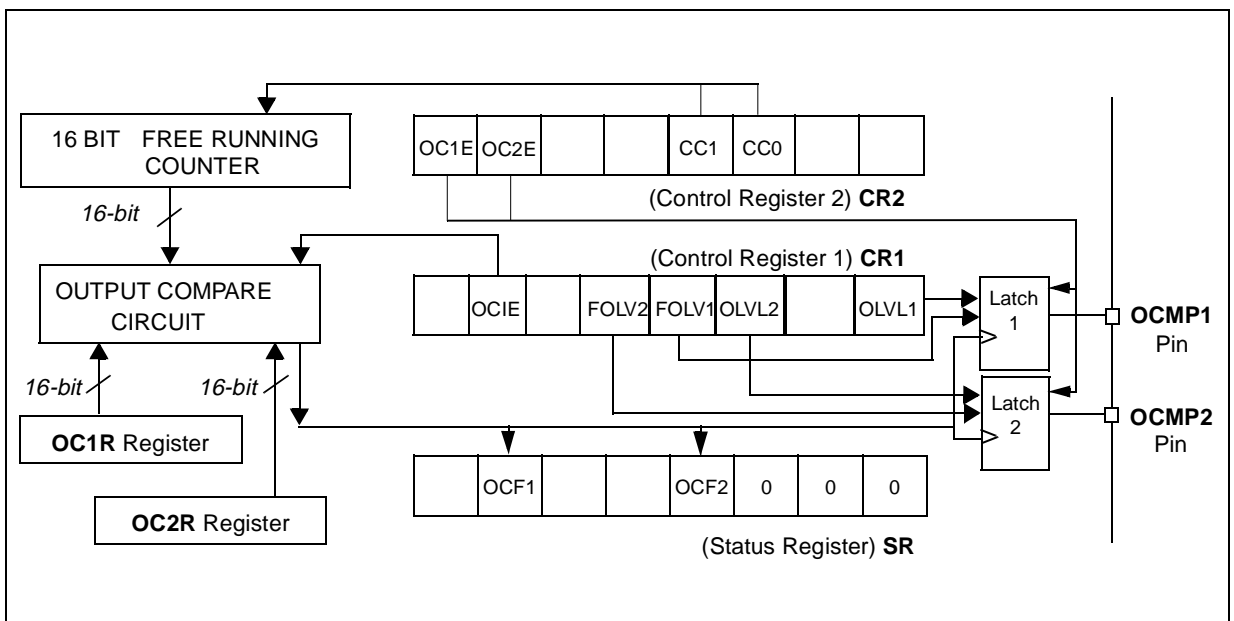 16 BIT FREE RUNNING
COUNTER
OC1E OC2E CC1 CC0
(Control Register 2) CR2
16-bit
(Control Register 1) CR1
OUTPUT COMPARE
CIRCUIT
OCIE FOLV2 FOLV1 OLVL2 OLVL1
Latch
1
OCMP1
Pin
16-bit
16-bit
Latch
2
OCMP2
Pin
OC1R Register
OCF1 OCF2 0 0 0
OC2R Register
(Status Register) SR